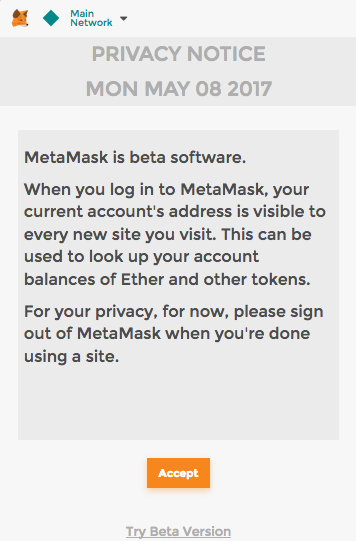 Main
Network
PRIVACY NOTICE
MON MAY 08 2017
MetaMask is beta software.
When you log in to MetaMask, your
current account's address is visible to
every new site you visit. This can be
used to look up your account
balances of Ether and other tokens.
For your privacy, for now, please sign
out of MetaMask when you're done
using a site.
Accept
Try Beta Version